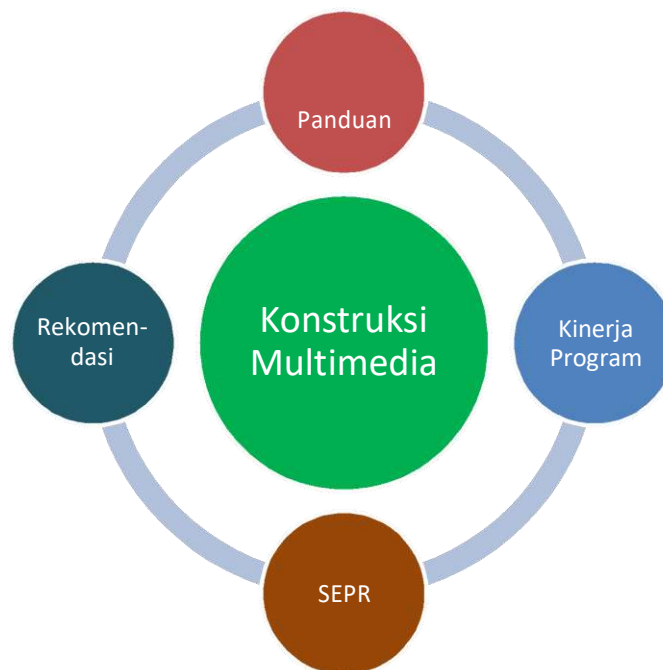 Panduan
Rekomen-
dasi
Konstruksi
Multimedia
Kinerja
Program
SEPR